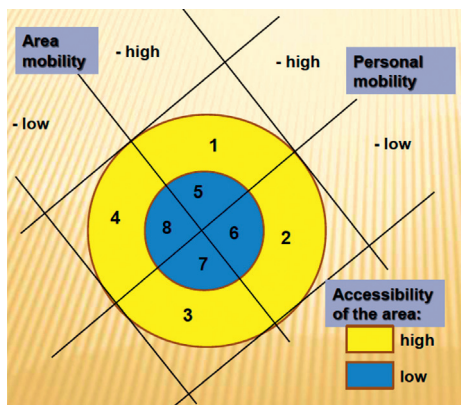 Area
mobility
- high
- high
Personal
mobility
- low
- low
1
4
5
8
6
2
7
3
Accessibility
of the area:
high
low